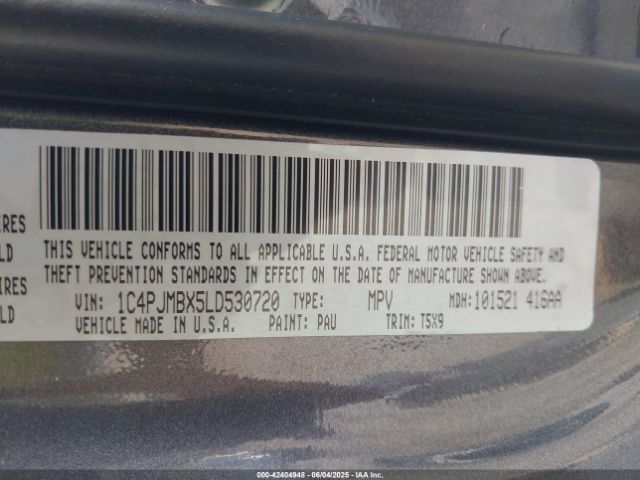 IRES
LD
IRES
LD
THIS VEHICLE CONFORMS TO ALL APPLICABLE U.S.A. FEDERAL MOTOR VEHICLE SAFETY AND
THEFT PREVENTION STANDARDS IN EFFECT ON THE DATE OF MANUFACTURE SHOWN ABOVE.
VIN: 1C4PJMBX5LD530720 TYPE: MPV MDH: 101521 416AA
VEHICLE MADE IN U.S.A. PAINT: PAU TRIM: T5X9
000-42404948 - 06/04/2025 - IAA Inc.